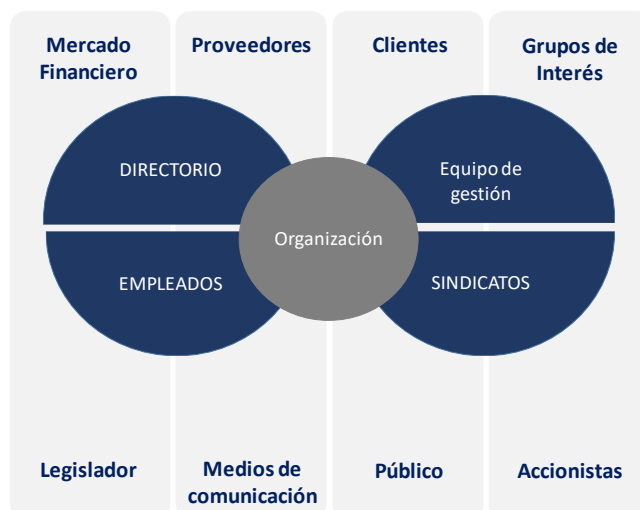 Mercado
Financiero
Proveedores
Clientes
Grupos de
Interés
DIRECTORIO
Equipo de
gestión
Organización
EMPLEADOS
SINDICATOS
Legislador
Medios de
comunicación
Público
Accionistas